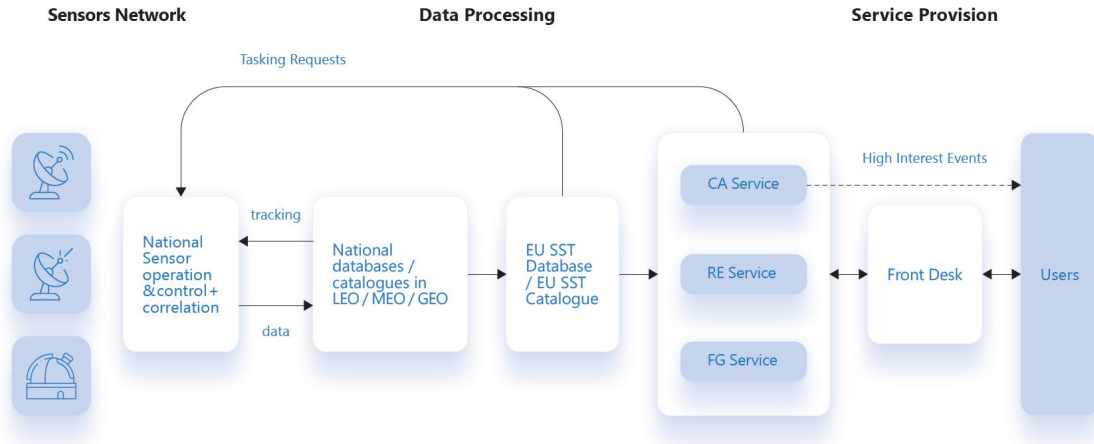 Sensors Network
Data Processing
Service Provision
Tasking Requests
High Interest Events
National
Sensor
operation
&control+
correlation
tracking
data
National
databases /
catalogues in
LEO / MEO / GEO
EU SST
Database
/ EU SST
Catalogue
CA Service
RE Service
FG Service
Front Desk
Users